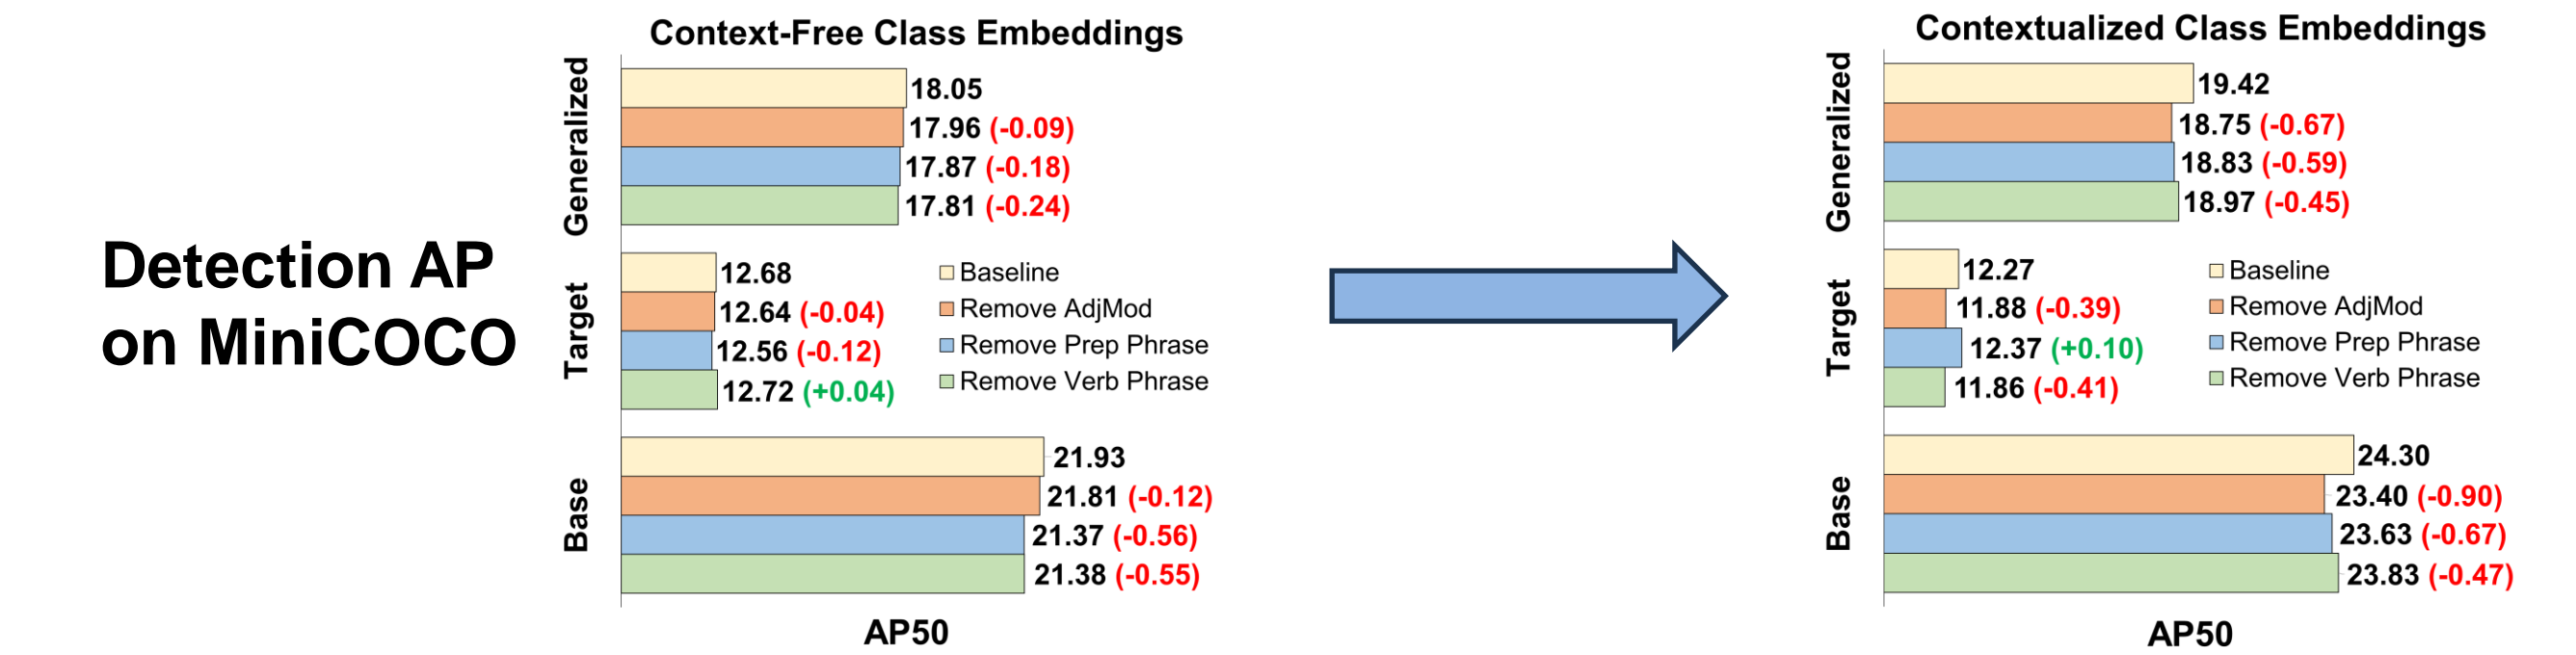 Detection AP
on MiniCOCO
Context-Free Class Embeddings
Generalized
18.05
17.96 (-0.09)
17.87 (-0.18)
17.81 (-0.24)
Target
12.68
12.64 (-0.04)
12.56 (-0.12)
12.72 (+0.04)
Baseline
Remove AdjMod
Remove Prep Phrase
Remove Verb Phrase
Base
21.93
21.81 (-0.12)
21.37 (-0.56)
21.38 (-0.55)
AP50
Contextualized Class Embeddings
Generalized
19.42
18.75 (-0.67)
18.83 (-0.59)
18.97 (-0.45)
Target
12.27
11.88 (-0.39)
12.37 (+0.10)
11.86 (-0.41)
Baseline
Remove AdjMod
Remove Prep Phrase
Remove Verb Phrase
Base
24.30
23.40 (-0.90)
23.63 (-0.67)
23.83 (-0.47)
AP50